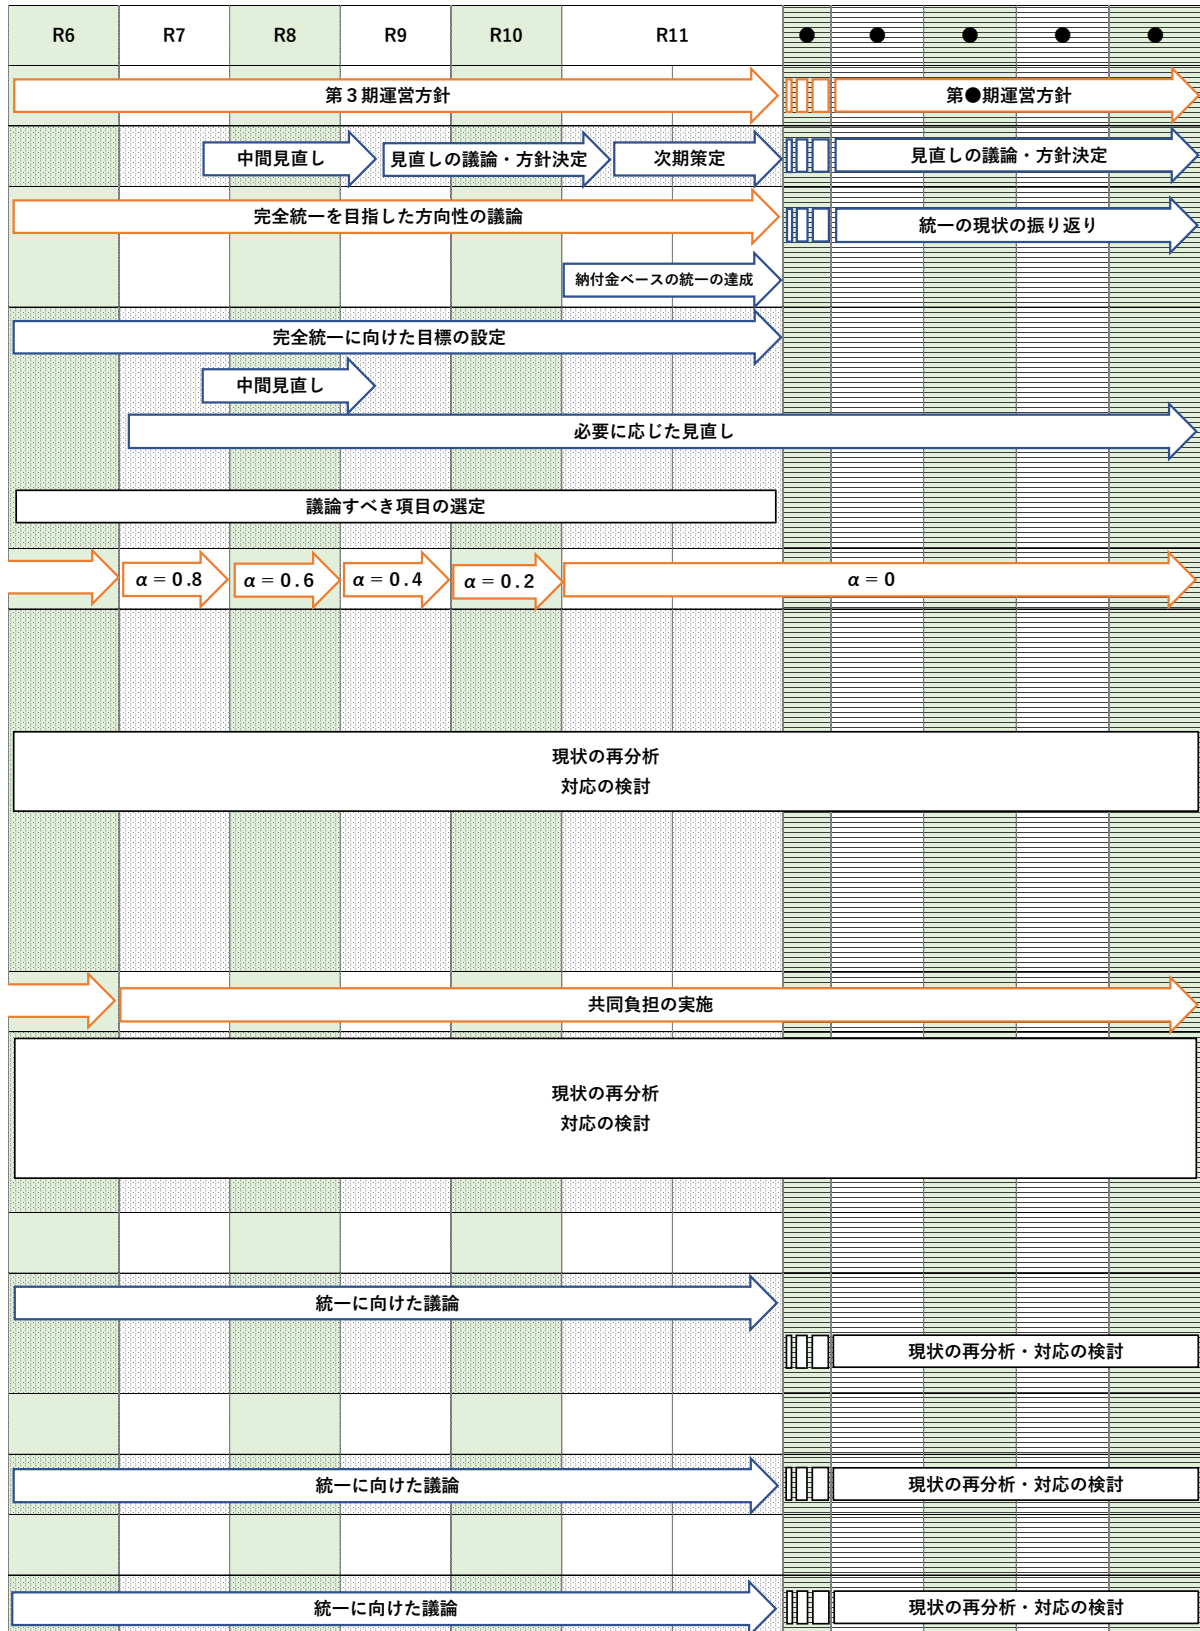 R6 R7 R8 R9 R10 R11 ● ● ● ● ●
第３期運営方針 第●期運営方針
中間見直し 見直しの議論・方針決定 次期策定 見直しの議論・方針決定
完全統一を目指した方向性の議論 統一の現状の振り返り
納付金ベースの統一の達成
完全統一に向けた目標の設定
中間見直し
必要に応じた見直し
議論すべき項目の選定
α＝0.8 α＝0.6 α＝0.4 α＝0.2 α＝0
現状の再分析
対応の検討
共同負担の実施
現状の再分析
対応の検討
統一に向けた議論
現状の再分析・対応の検討
統一に向けた議論 現状の再分析・対応の検討
統一に向けた議論 現状の再分析・対応の検討